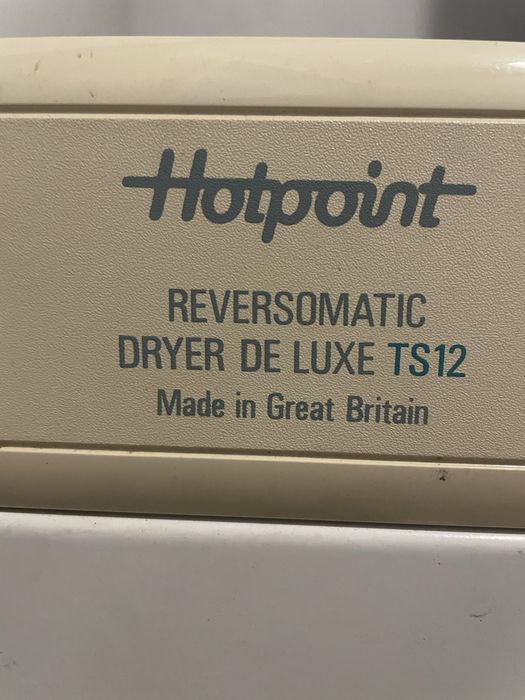 Hotpoint
REVERSOMATIC
DRYER DE LUXE TS12
Made in Great Britain